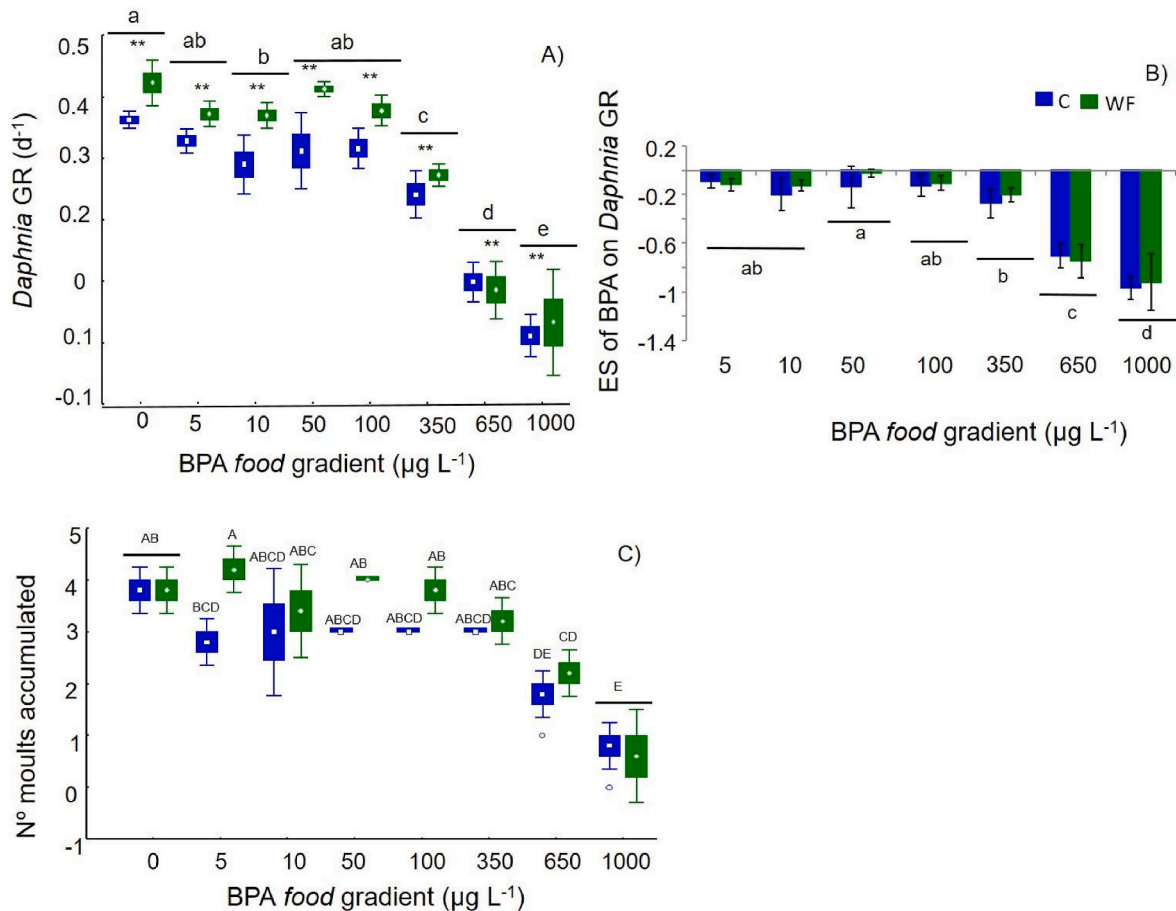 a
ab
b
ab
A)
** ** ** ** **
c
**
d
**
e
**
0.5
0.4
0.3
0.2
0
0.1
-0.1
Daphnia GR (d-1)
0 5 10 50 100 350 650 1000
BPA food gradient (µg L-1)
B)
C WF
0.2
-0.2
-0.6
-1
-1.4
ES of BPA on Daphnia GR
ab
a
ab
b
c
d
5 10 50 100 350 650 1000
BPA food gradient (µg L-1)
C)
5
4
3
2
1
0
-1
Nº moults accumulated
AB
BCD
A
ABCD
ABC
ABCD
AB
ABCD
AB
ABCD
ABC
DE
CD
E
0 5 10 50 100 350 650 1000
BPA food gradient (µg L-1)